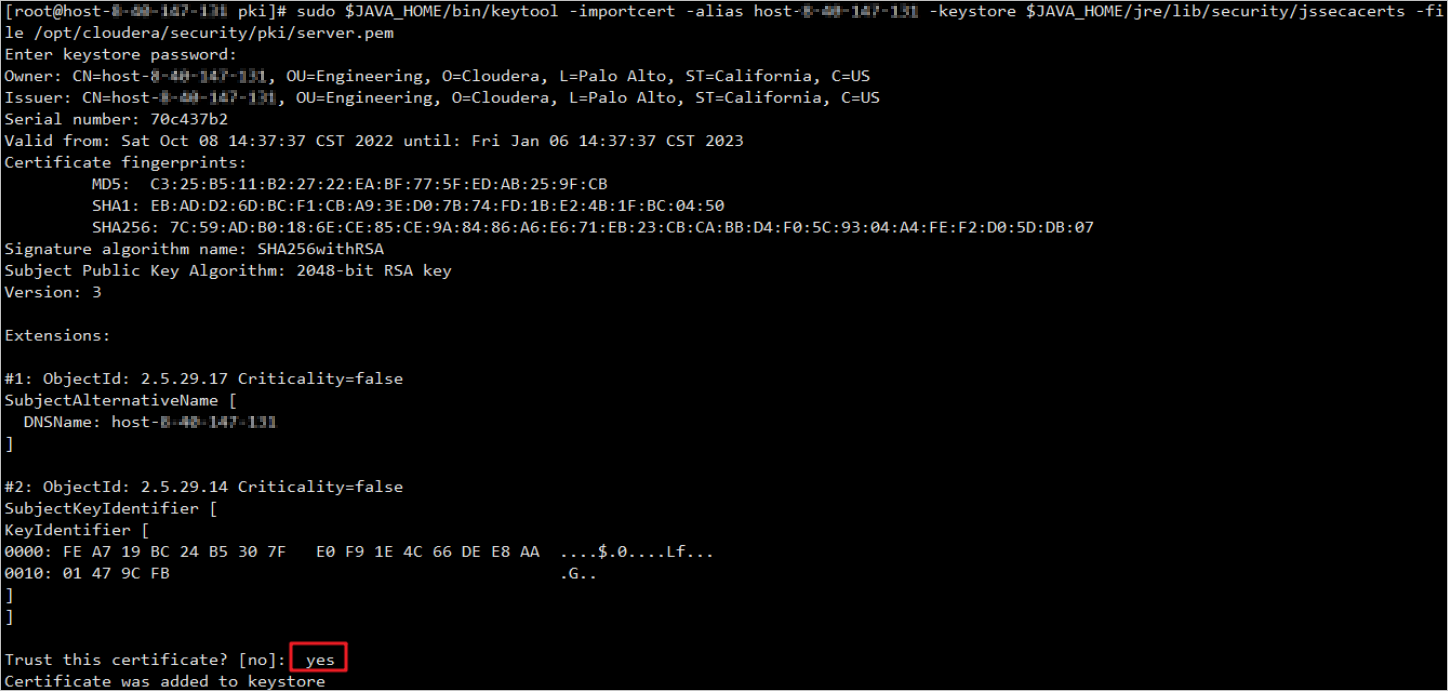 [root@host- pki]# sudo $JAVA_HOME/bin/keytool -importcert -alias host- -keystore $JAVA_HOME/jre/lib/security/jssecacerts -fi
le /opt/cloudera/security/pki/server.pem
Enter keystore password:
Owner: CN=host-, OU=Engineering, O=Cloudera, L=Palo Alto, ST=California, C=US
Issuer: CN=host-, OU=Engineering, O=Cloudera, L=Palo Alto, ST=California, C=US
Serial number: 70c437b2
Valid from: Sat Oct 08 14:37:37 CST 2022 until: Fri Jan 06 14:37:37 CST 2023
Certificate fingerprints:
MD5: C3:25:B5:11:B2:27:22:EA:BF:77:5F:ED:AB:25:9F:CB
SHA1: EB:AD:D2:6D:BC:F1:CB:A9:3E:D0:7B:74:FD:1B:E2:4B:1F:BC:04:50
SHA256: 7C:59:AD:B0:18:6E:CE:85:CE:9A:84:86:A6:E6:71:EB:23:CB:CA:BB:D4:F0:5C:93:04:A4:FE:F2:D0:5D:DB:07
Signature algorithm name: SHA256withRSA
Subject Public Key Algorithm: 2048-bit RSA key
Version: 3
Extensions:
#1: ObjectId: 2.5.29.17 Criticality=false
SubjectAlternativeName [
DNSName: host-
]
#2: ObjectId: 2.5.29.14 Criticality=false
SubjectKeyIdentifier [
KeyIdentifier [
0000: FE A7 19 BC 24 B5 30 7F E0 F9 1E 4C 66 DE E8 AA ....$.0....Lf...
0010: 01 47 9C FB .G..
]
]
Trust this certificate? [no]: yes
Certificate was added to keystore